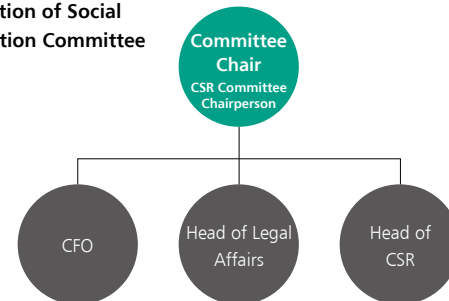 tion of Social
tion Committee
Committee
Chair
CSR Committee
Chairperson
CFO
Head of Legal
Affairs
Head of
CSR